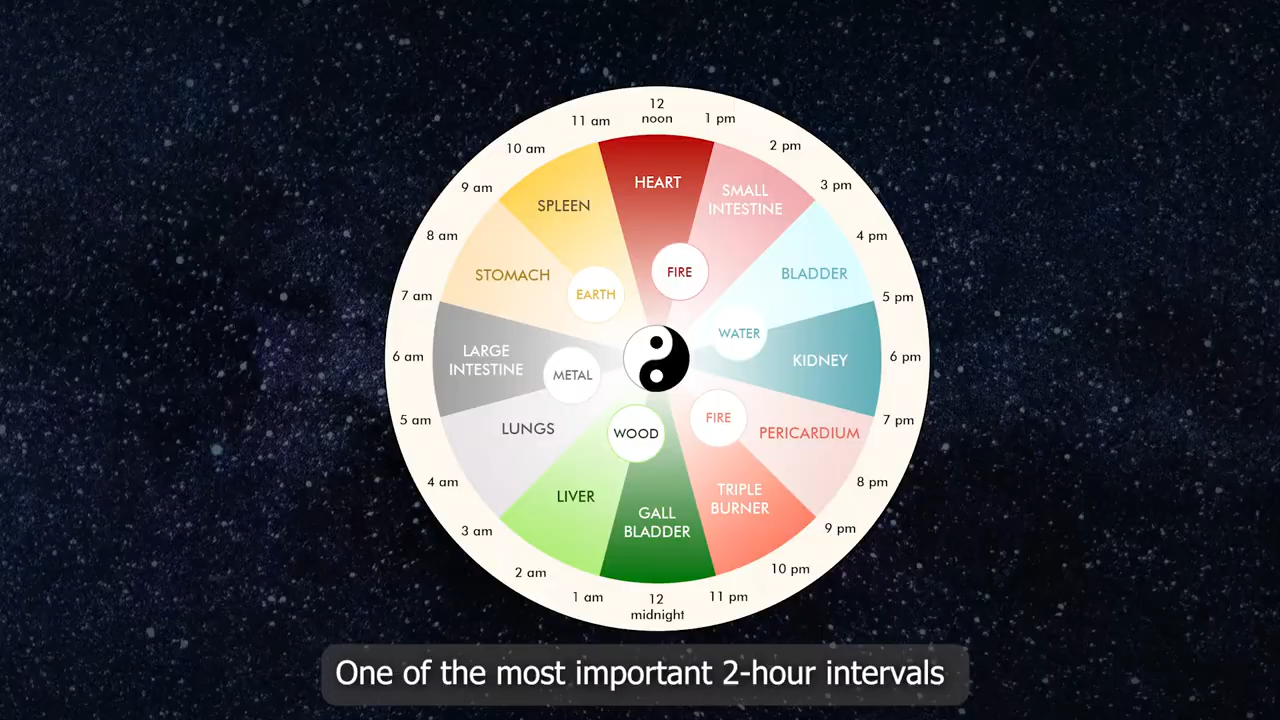 12
noon
1 pm
2 pm
3 pm
4 pm
5 pm
6 pm
7 pm
8 pm
9 pm
10 pm
11 pm
12
midnight
1 am
2 am
3 am
4 am
5 am
6 am
7 am
8 am
9 am
10 am
11 am
HEART
SMALL
INTESTINE
BLADDER
KIDNEY
PERICARDIUM
TRIPLE
BURNER
GALL
BLADDER
LIVER
LUNGS
LARGE
INTESTINE
STOMACH
SPLEEN
FIRE
WATER
FIRE
WOOD
METAL
EARTH
One of the most important 2-hour intervals